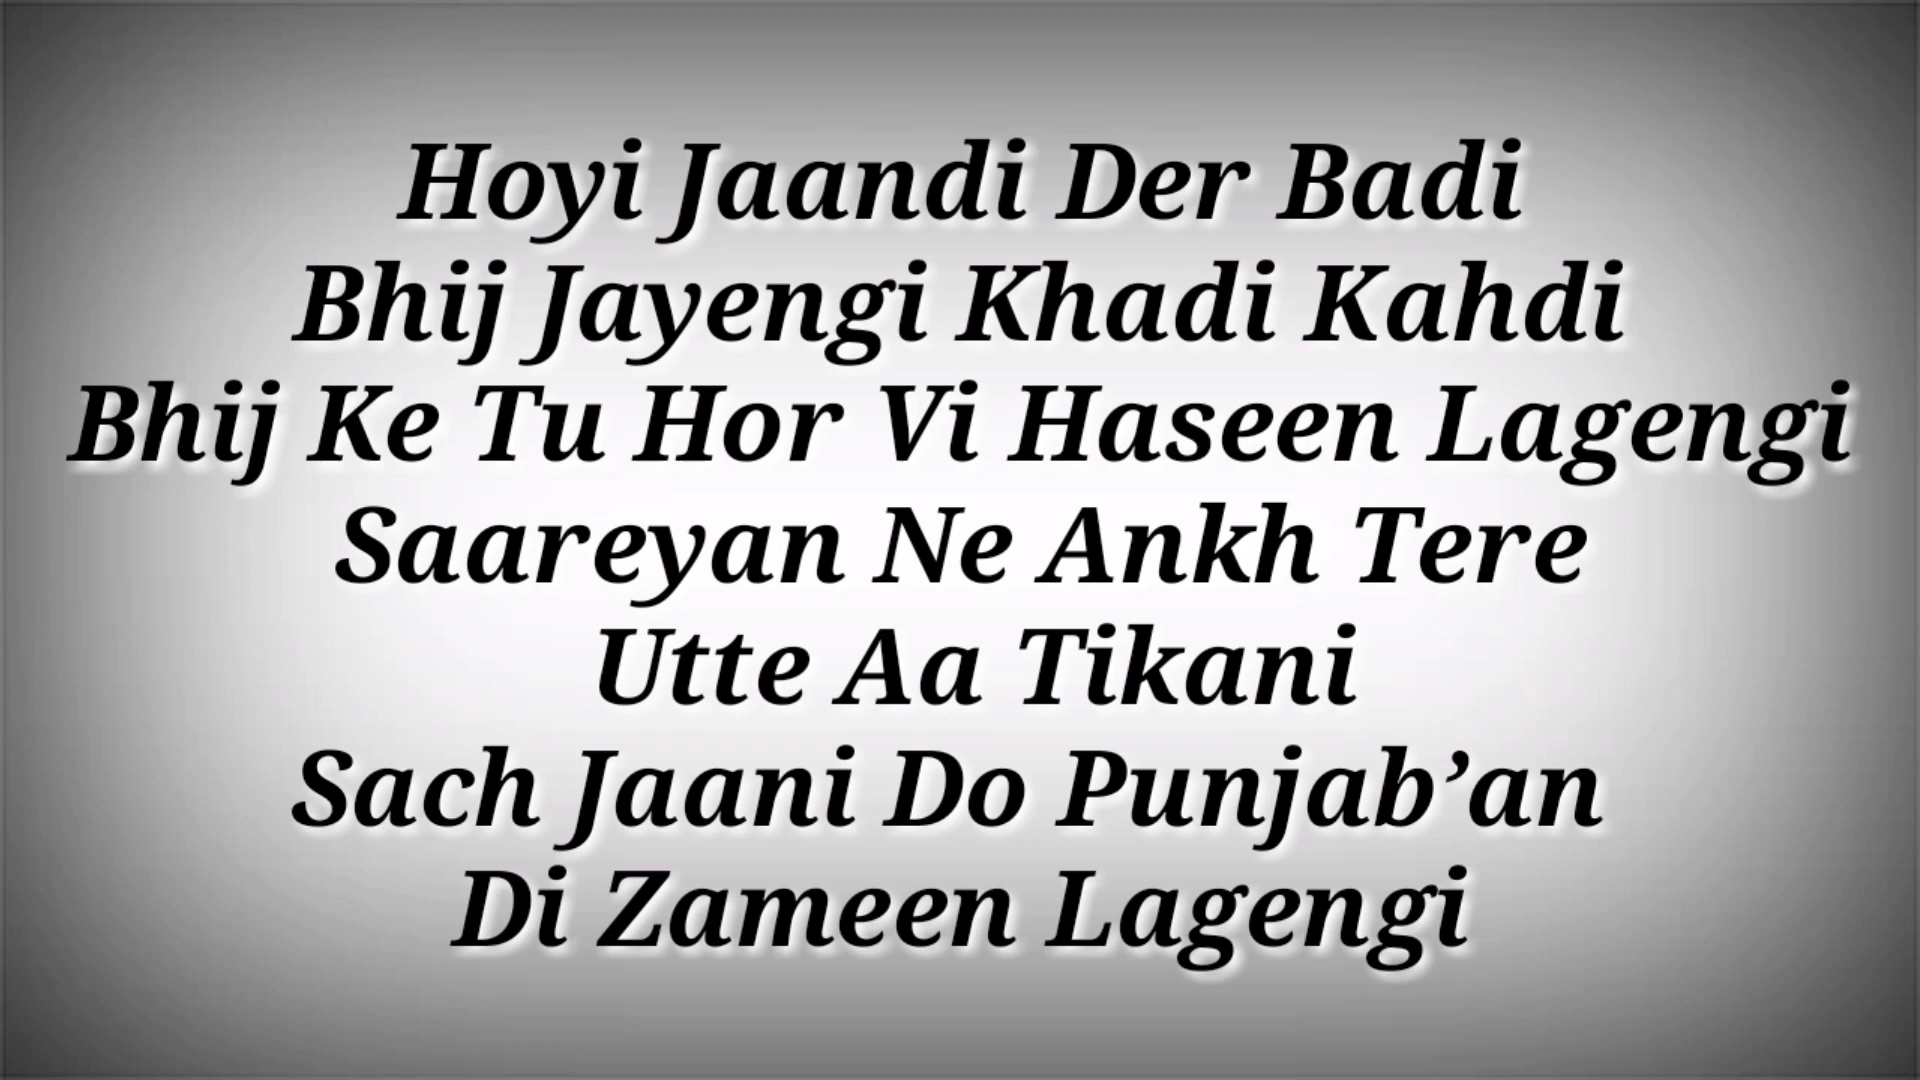 Hoyi Jaandi Der Badi
Bhij Jayengi Khadi Kahdi
Bhij Ke Tu Hor Vi Haseen Lagengi
Saareyan Ne Ankh Tere
Utte Aa Tikani
Sach Jaani Do Punjab’an
Di Zameen Lagengi